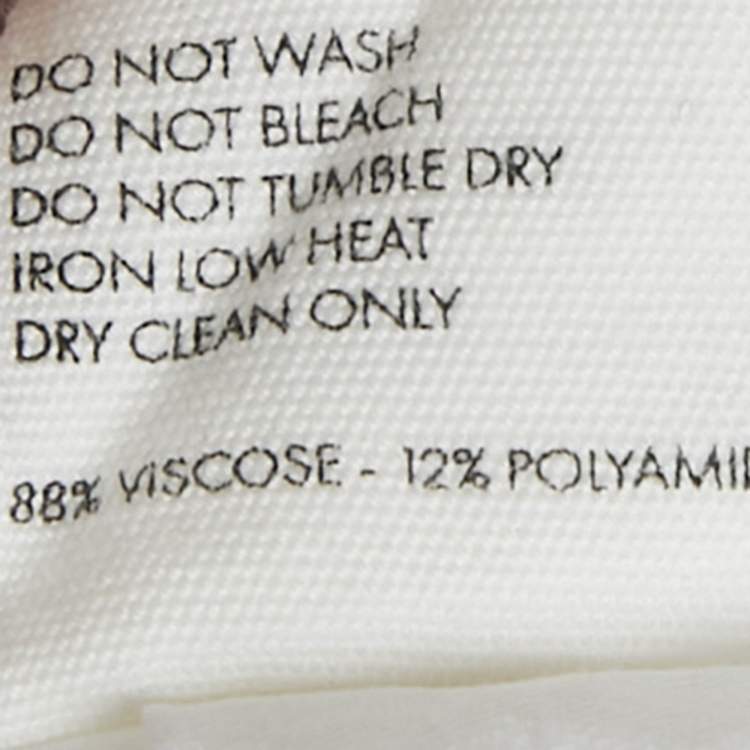 DO NOT WASH
DO NOT BLEACH
DO NOT TUMBLE DRY
IRON LOW HEAT
DRY CLEAN ONLY
88% VISCOSE - 12% POLYAMI